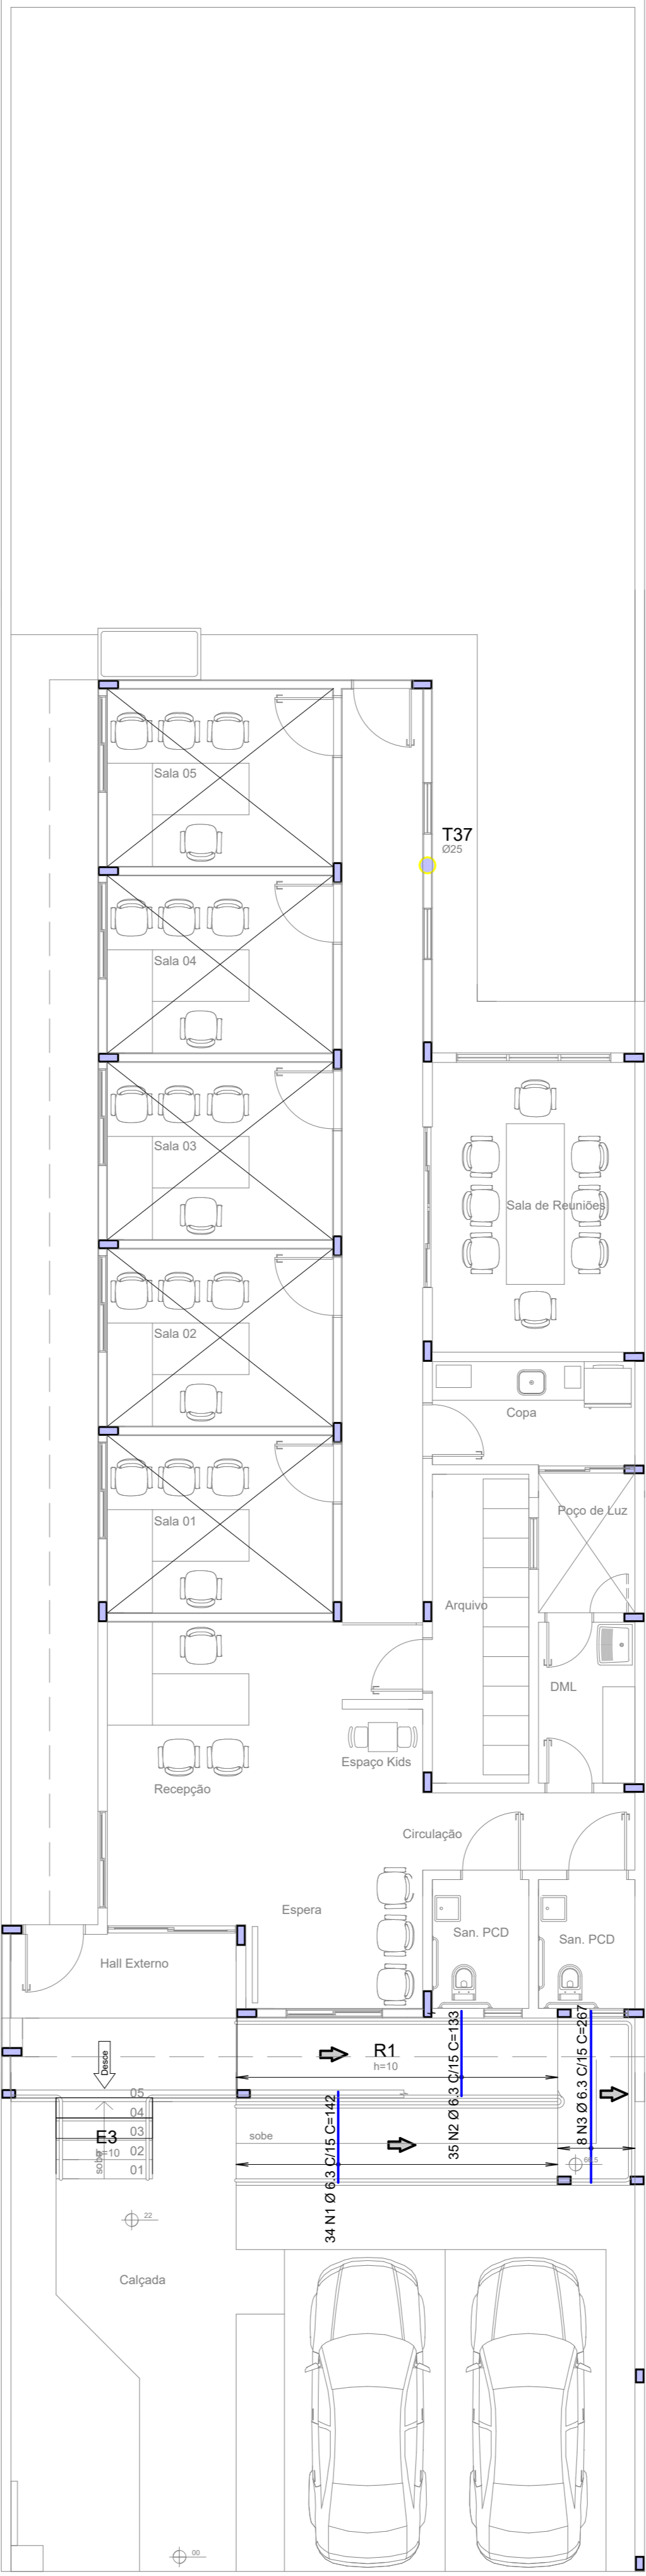 Sala 05
T37
Ø25
Sala 04
Sala 03
Sala de Reuniões
Sala 02
Copa
Sala 01
Poço de Luz
Arquivo
DML
Espaço Kids
Recepção
Circulação
Espera
San. PCD
San. PCD
Hall Externo
Desce
R1
h=10
35 N2 Ø 6.3 C/15 C=133
8 N3 Ø 6.3 C/15 C=267
34 N1 Ø 6.3 C/15 C=142
05
04
03
02
01
E3
h=10
sobe
sobe
22
Calçada
00